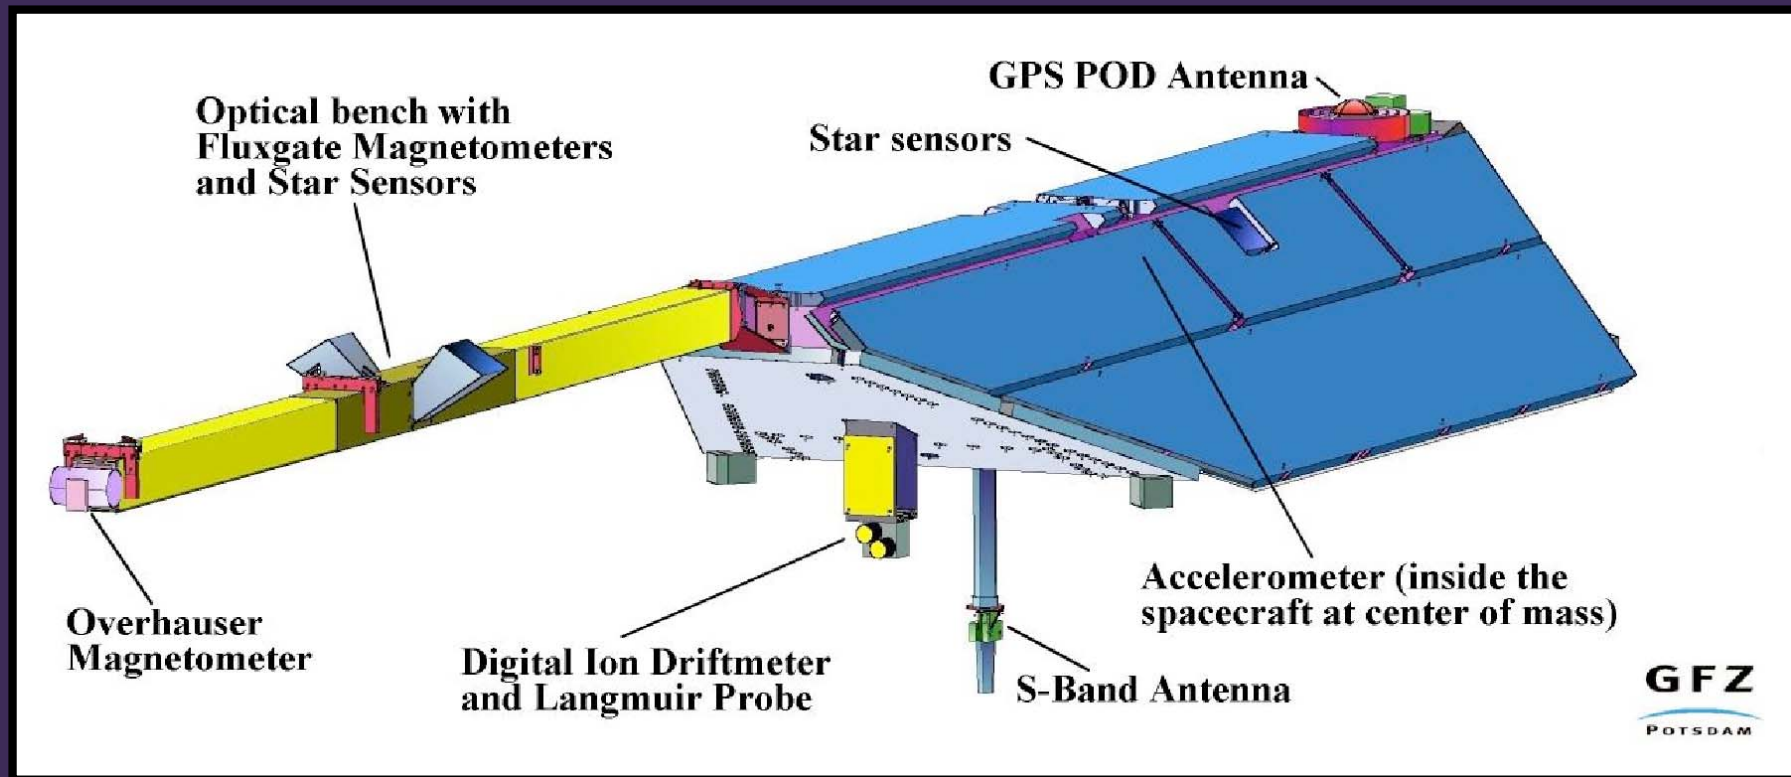 GPS POD Antenna
Optical bench with
Fluxgate Magnetometers
and Star Sensors
Star sensors
Overhauser
Magnetometer
Digital Ion Driftmeter
and Langmuir Probe
S-Band Antenna
Accelerometer (inside the
spacecraft at center of mass)
GFZ
POTSDAM